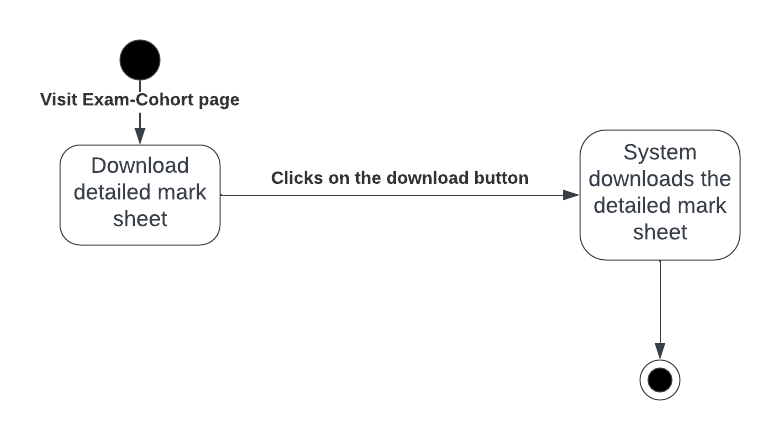 Visit Exam-Cohort page
Download
detailed mark
sheet
Clicks on the download button
System
downloads the
detailed mark
sheet